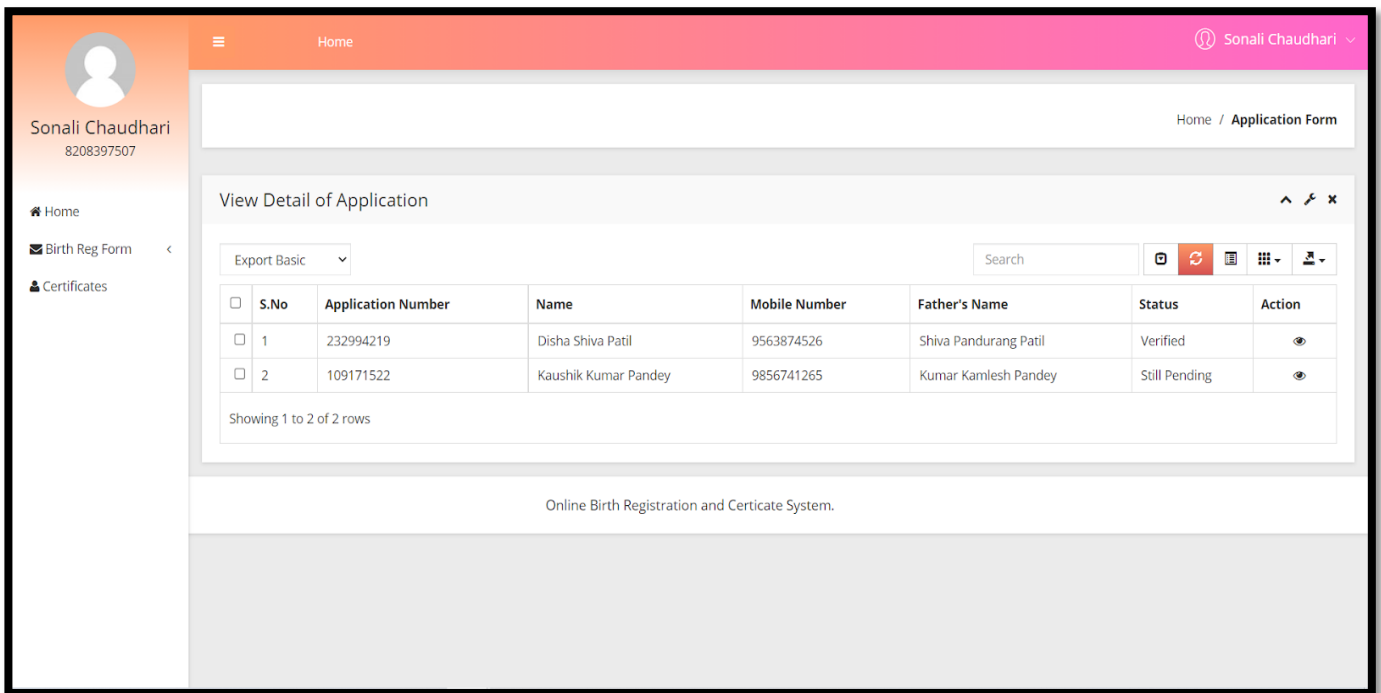 Home
Sonali Chaudhari
Sonali Chaudhari
8208397507
Home / Application Form
Home
Birth Reg Form
Certificates
View Detail of Application
Export Basic
Search
S.No Application Number Name Mobile Number Father's Name Status Action
1 232994219 Disha Shiva Patil 9563874526 Shiva Pandurang Patil Verified
2 109171522 Kaushik Kumar Pandey 9856741265 Kumar Kamlesh Pandey Still Pending
Showing 1 to 2 of 2 rows
Online Birth Registration and Certicate System.